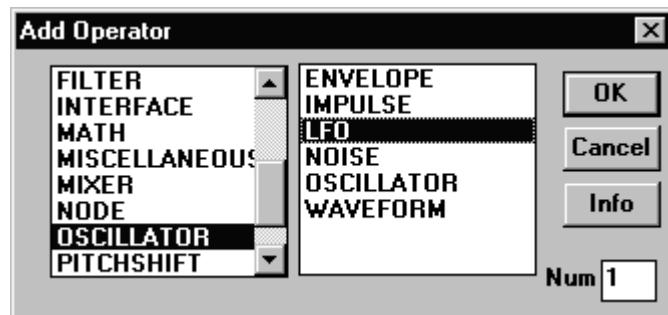 Add Operator
FILTER
INTERFACE
MATH
MISCELLANEOUS
MIXER
NODE
OSCILLATOR
PITCHSHIFT
ENVELOPE
IMPULSE
LFO
NOISE
OSCILLATOR
WAVEFORM
OK
Cancel
Info
Num 1